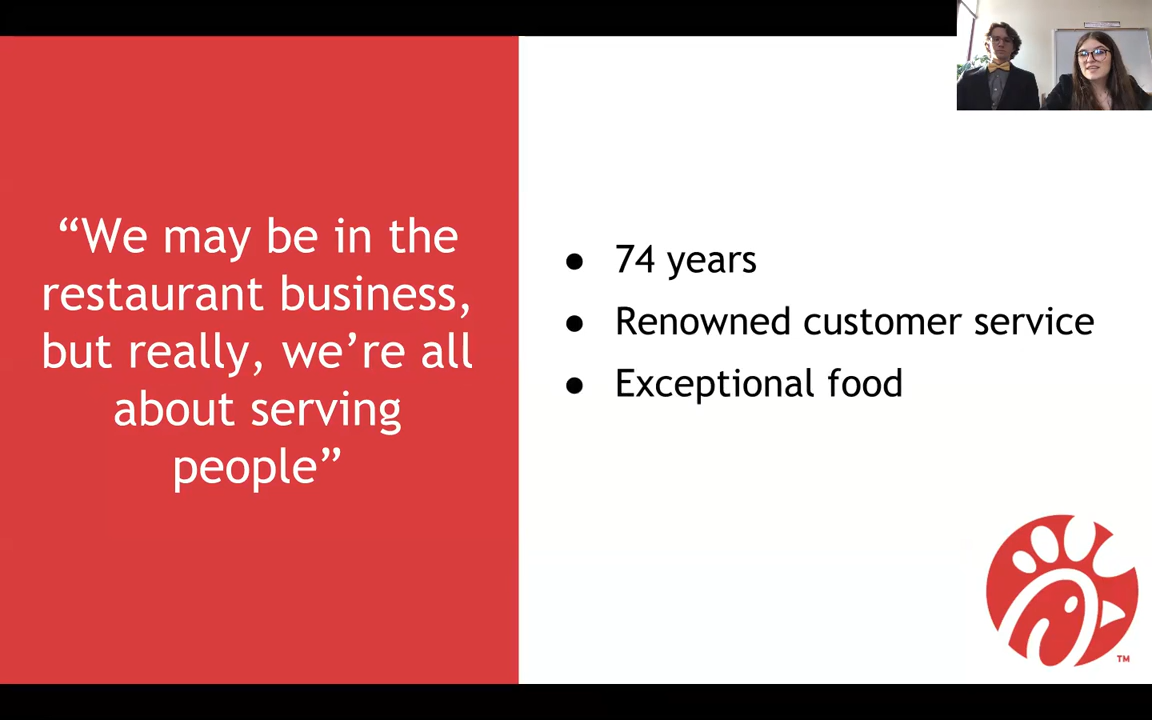 “We may be in the
restaurant business,
but really, we’re all
about serving
people”
● 74 years
● Renowned customer service
● Exceptional food
TM